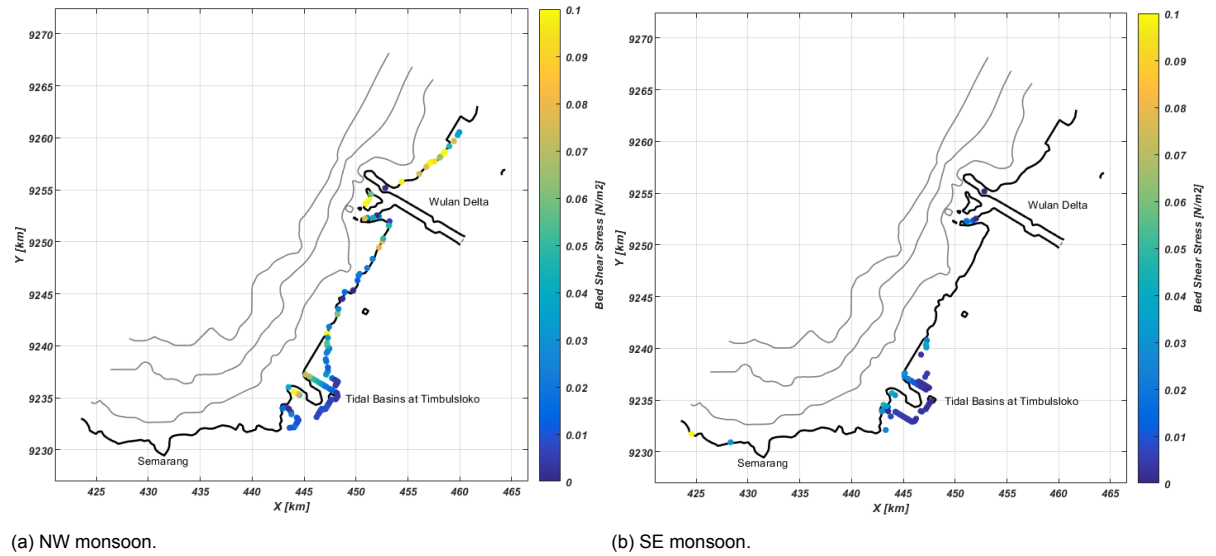 9270
9265
9260
9255
9250
9245
9240
9235
9230
Y [km]
425 430 435 440 445 450 455 460 465
X [km]
Wulan Delta
Tidal Basins at Timbulsloko
Semarang
0.1
0.09
0.08
0.07
0.06
0.05
0.04
0.03
0.02
0.01
0
Bed Shear Stress [N/m2]
(a) NW monsoon.
9270
9265
9260
9255
9250
9245
9240
9235
9230
Y [km]
425 430 435 440 445 450 455 460 465
X [km]
Wulan Delta
Tidal Basins at Timbulsloko
Semarang
0.1
0.09
0.08
0.07
0.06
0.05
0.04
0.03
0.02
0.01
0
Bed Shear Stress [N/m2]
(b) SE monsoon.